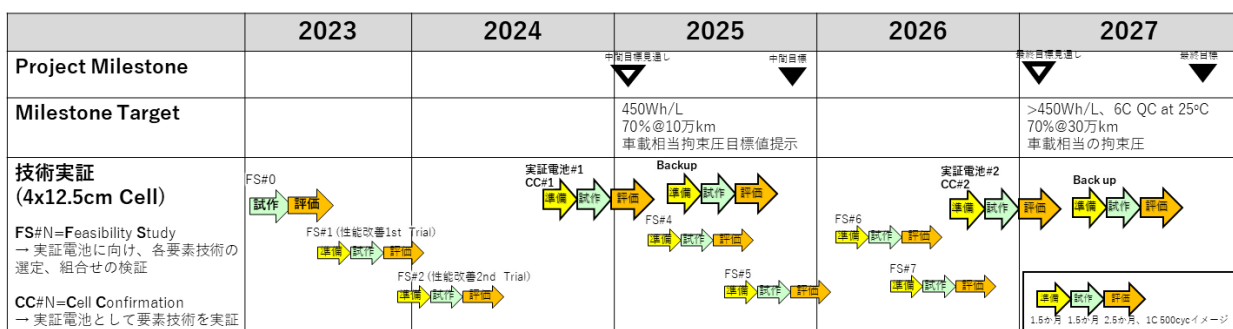 2023 2024 2025 2026 2027
Project Milestone
中間目標見通し
中間目標
最終目標見通し
最終目標
Milestone Target
450Wh/L
70%@10万km
車載相当拘束圧目標値提示
>450Wh/L、6C QC at 25℃
70%@30万km
車載相当の拘束圧
技術実証
(4x12.5cm Cell)
FS#N=Feasibility Study
→ 実証電池に向け、各要素技術の
選定、組合せの検証
CC#N=Cell Confirmation
→ 実証電池として要素技術を実証
FS#0
試作 評価
FS#1 (性能改善1st Trial)
準備 試作 評価
FS#2 (性能改善2nd Trial)
準備 試作 評価
実証電池#1
CC#1
準備 試作 評価
Backup
準備 試作 評価
FS#4
準備 試作 評価
FS#5
準備 試作 評価
FS#6
準備 試作 評価
FS#7
準備 試作 評価
実証電池#2
CC#2
準備 試作 評価
Back up
準備 試作 評価
準備 試作 評価
1.5か月 1.5か月 2.5か月、1C 500cycイメージ